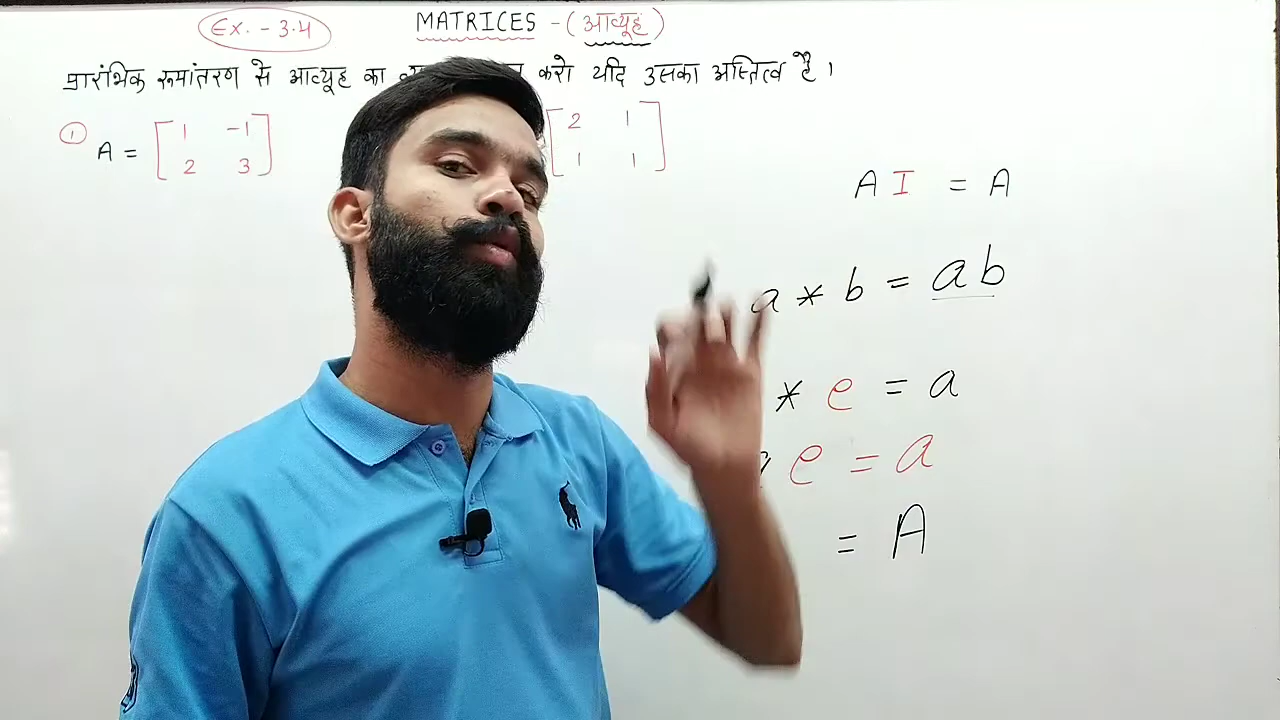 Ex. - 3.4
MATRICES - (आव्यूह)
प्रारंभिक रूपांतरण से आव्यूह का करो यदि उसका अस्तित्व है।
① A = [ 1 -1
2 3 ]
[ 2 1
1 1 ]
A I = A
a * b = ab
* e = a
e = a
= A